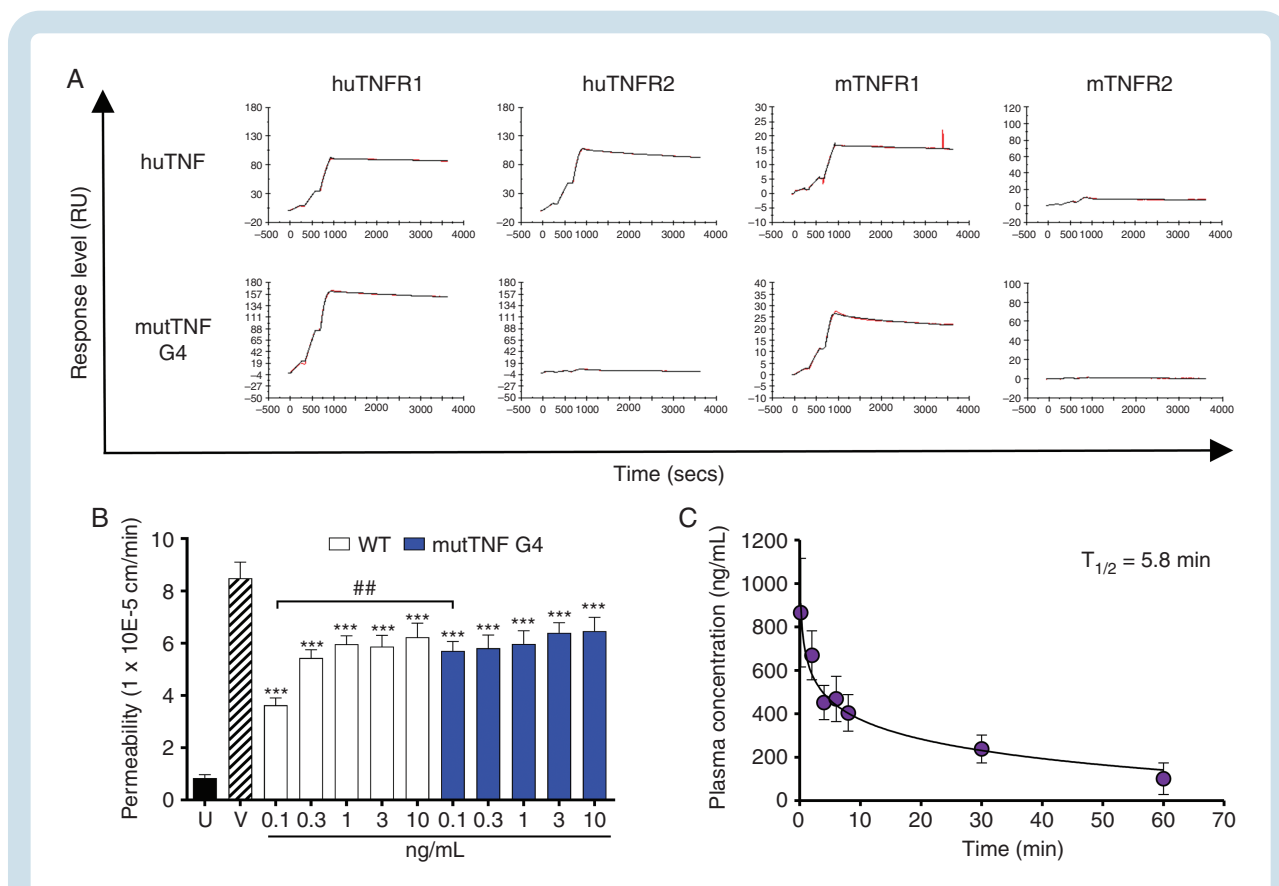 A
huTNFR1
huTNFR2
mTNFR1
mTNFR2
Response level (RU)
huTNF
180
130
80
30
−20
−500 0 500 1000 2000 3000 4000
180
130
80
30
−20
−500 0 500 1000 2000 3000 4000
30
25
20
15
10
5
0
−5
−10
−500 0 500 1000 2000 3000 4000
120
100
80
60
40
20
0
−20
−500 0 500 1000 2000 3000 4000
mutTNF
G4
180
157
134
111
88
65
42
19
−4
−27
−50
−500 0 500 1000 2000 3000 4000
180
157
134
111
88
65
42
19
−4
−27
−50
−500 0 500 1000 2000 3000 4000
40
35
30
25
20
15
10
5
0
−5
−10
−500 0 500 1000 2000 3000 4000
100
80
60
40
20
0
−20
−500 0 500 1000 2000 3000 4000
Time (secs)
B
Permeability (1 x 10E-5 cm/min)
10
8
6
4
2
0
WT mutTNF G4
##
*** *** *** *** *** *** *** *** *** ***
U V 0.1 0.3 1 3 10 0.1 0.3 1 3 10
ng/mL
C
Plasma concentration (ng/mL)
1200
1000
800
600
400
200
0
T1/2 = 5.8 min
0 10 20 30 40 50 60 70
Time (min)